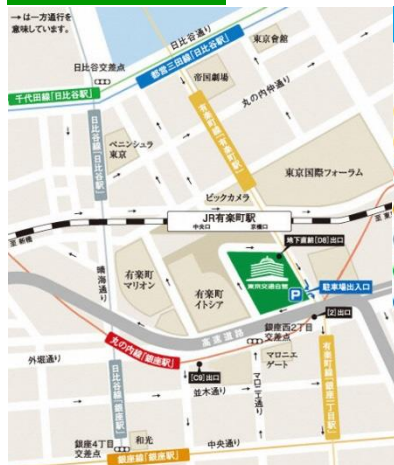 →は一方通行を
意味しています。
日比谷通り
東京會館
都営三田線「日比谷駅」
日比谷交差点
帝国劇場
千代田線「日比谷駅」
丸の内仲通り
有楽町線「有楽町駅」
日比谷線「日比谷駅」
ペニンシュラ
東京
東京国際フォーラム
ビックカメラ
JR有楽町駅
中央口
京橋口
至 新橋
至 東
地下直結[D8]出口
晴海通り
有楽町
マリオン
有楽町
イトシア
東京交通会館
P
駐車場出入口
[2]出口
高速道路
銀座西2丁目
交差点
丸の内線「銀座駅」
外堀通り
マロニエ
ゲート
有楽町線「銀座一丁目駅」
[C9]出口
日比谷線「銀座駅」
並木通り
マロニエ通り
銀座4丁目
交差点
和光
中央通り
銀座線「銀座駅」